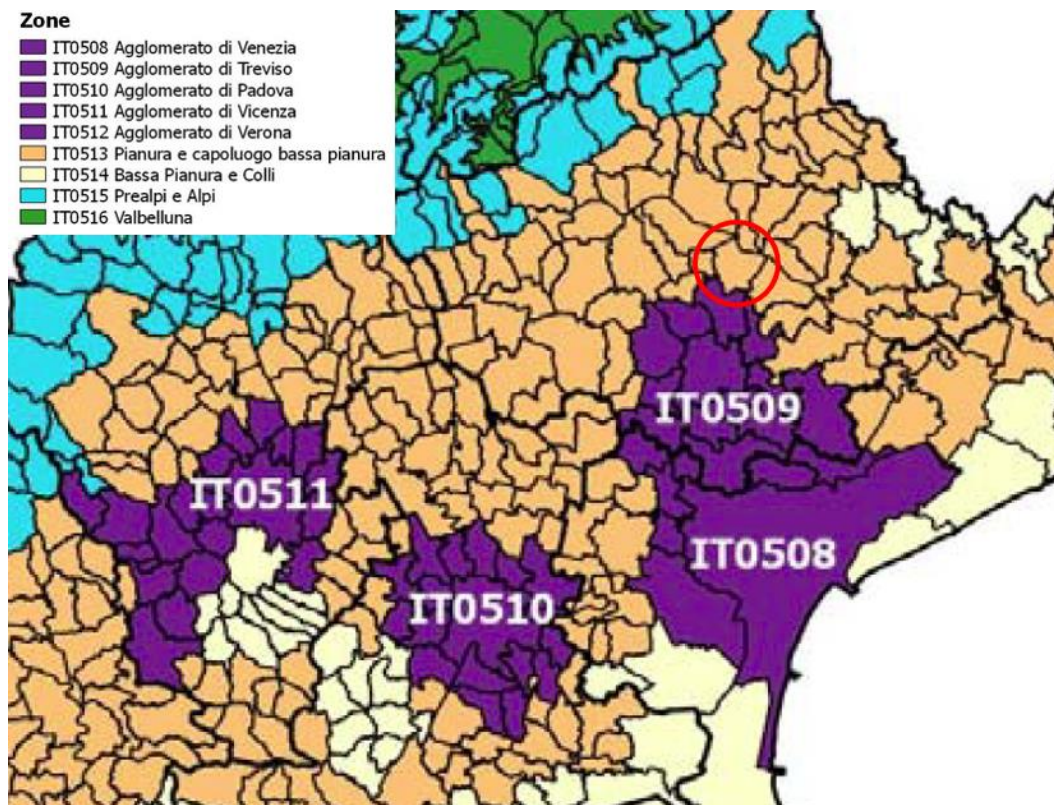 Zone
IT0508 Agglomerato di Venezia
IT0509 Agglomerato di Treviso
IT0510 Agglomerato di Padova
IT0511 Agglomerato di Vicenza
IT0512 Agglomerato di Verona
IT0513 Pianura e capoluogo bassa pianura
IT0514 Bassa Pianura e Colli
IT0515 Prealpi e Alpi
IT0516 Valbelluna
IT0509
IT0511
IT0508
IT0510